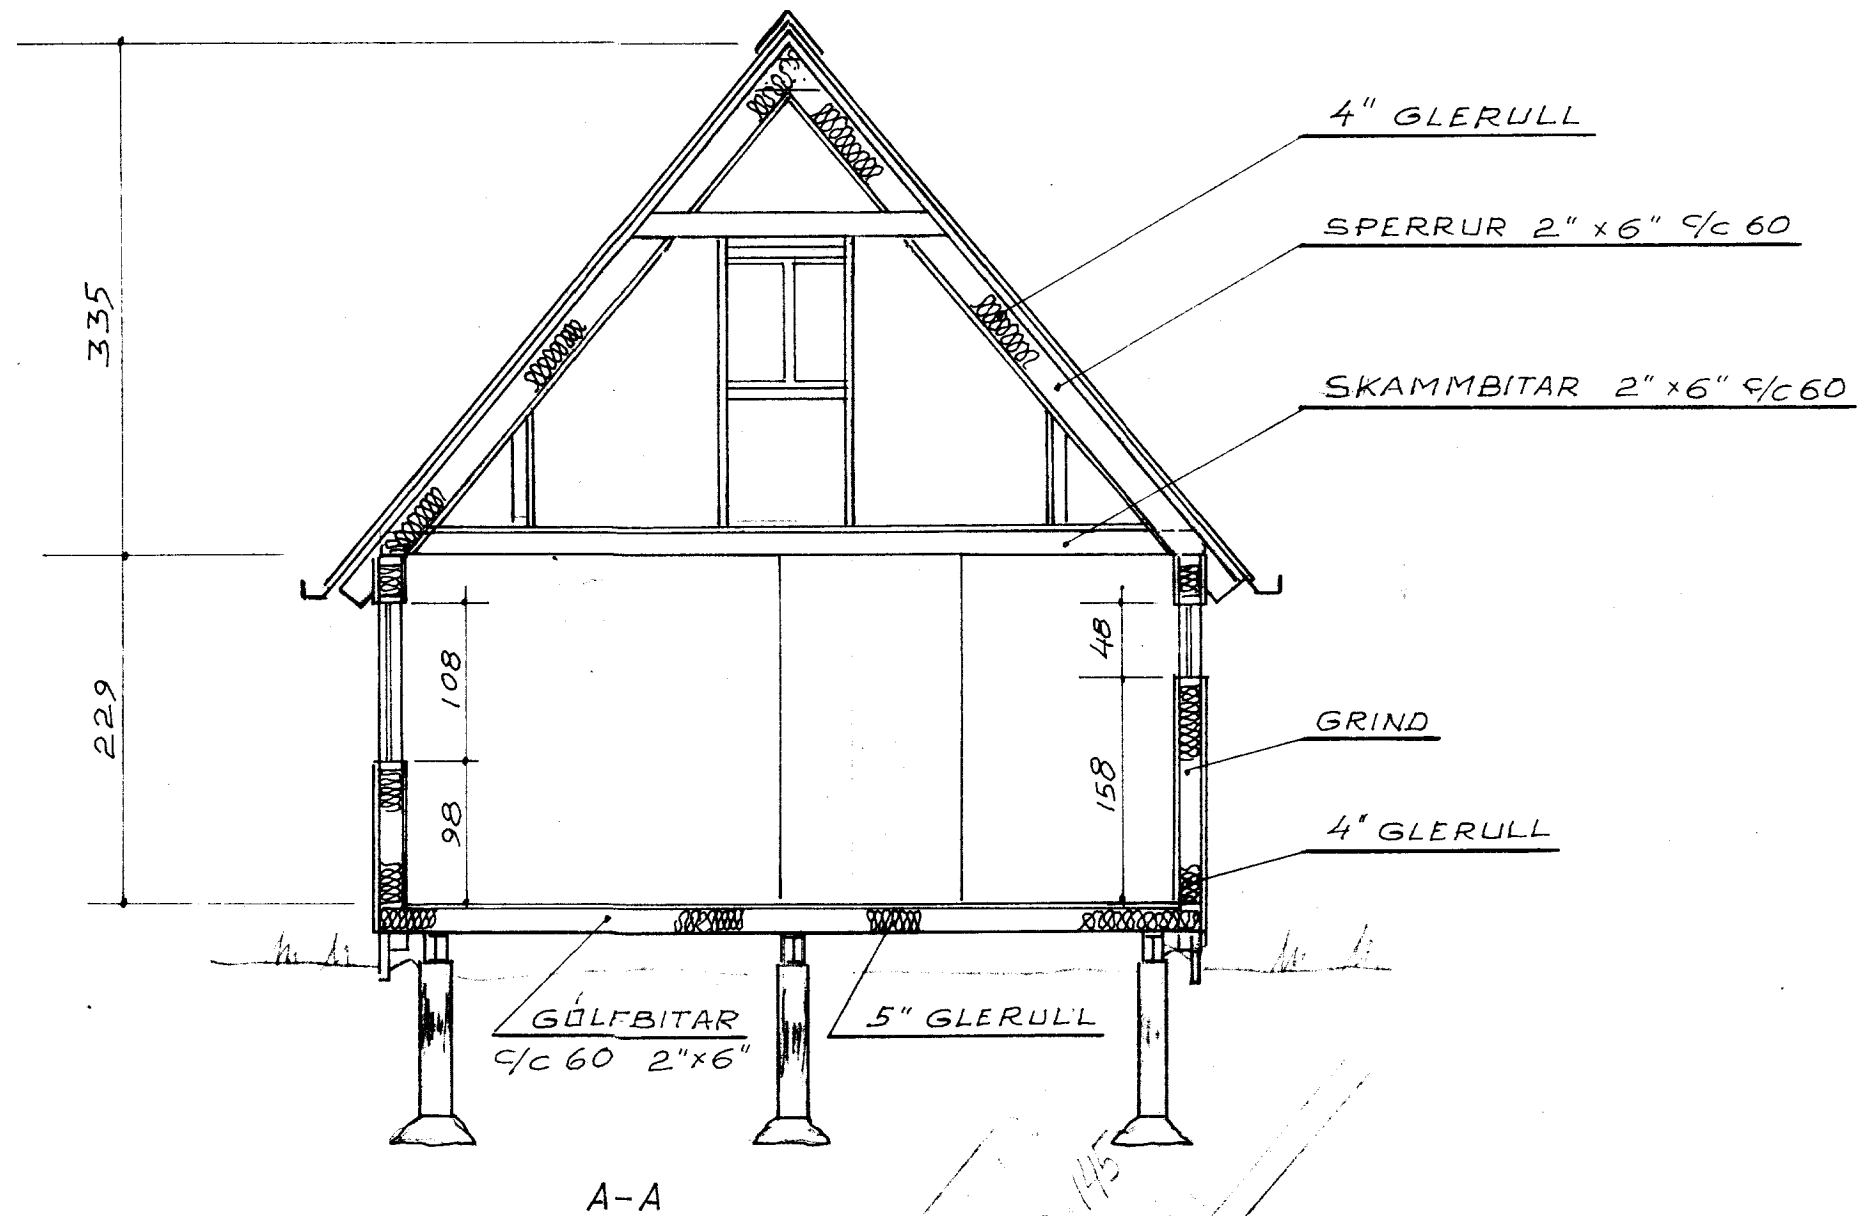 4" GLERULL
SPERRUR 2" x 6" c/c 60
335
SKAMMBITAR 2" x 6" c/c 60
48
108
229
GRIND
158
98
4" GLERULL
GÓLFBITAR
c/c 60 2" x 6"
5" GLERULL
145
A-A